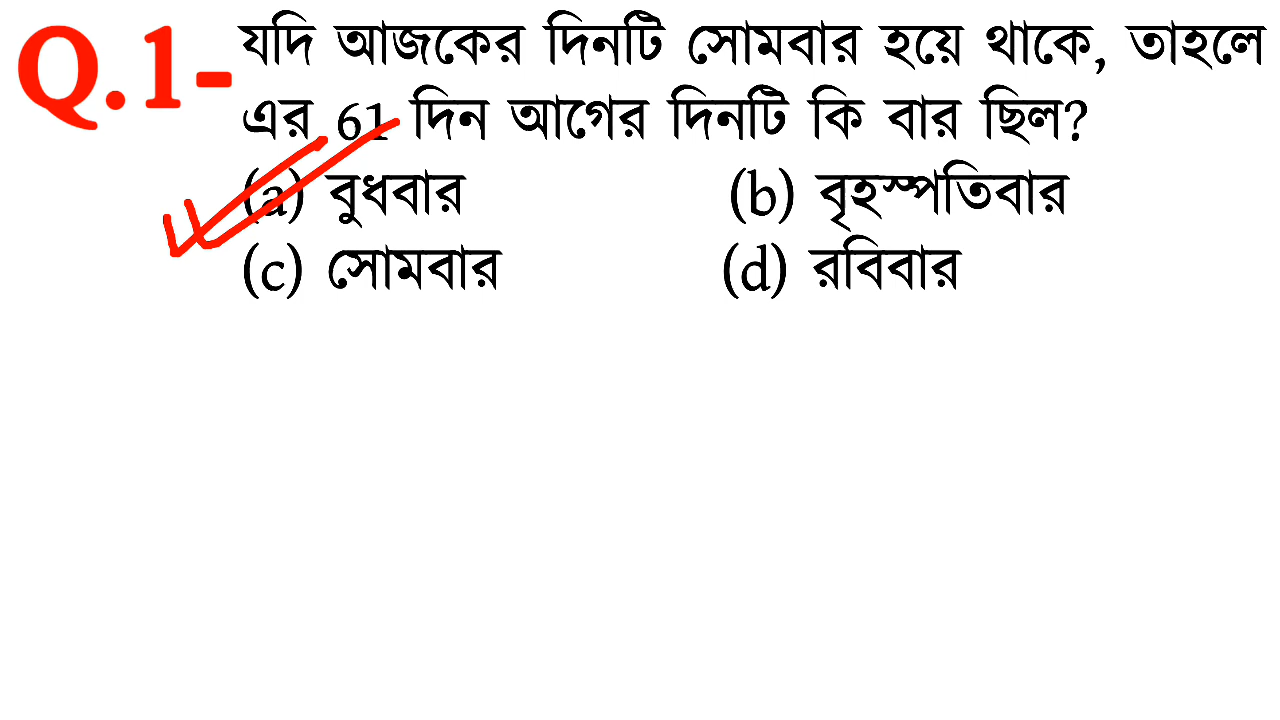 Q.1- যদি আজকের দিনটি সোমবার হয়ে থাকে, তাহলে
এর 61 দিন আগের দিনটি কি বার ছিল?
(a) বুধবার (b) বৃহস্পতিবার
(c) সোমবার (d) রবিবার